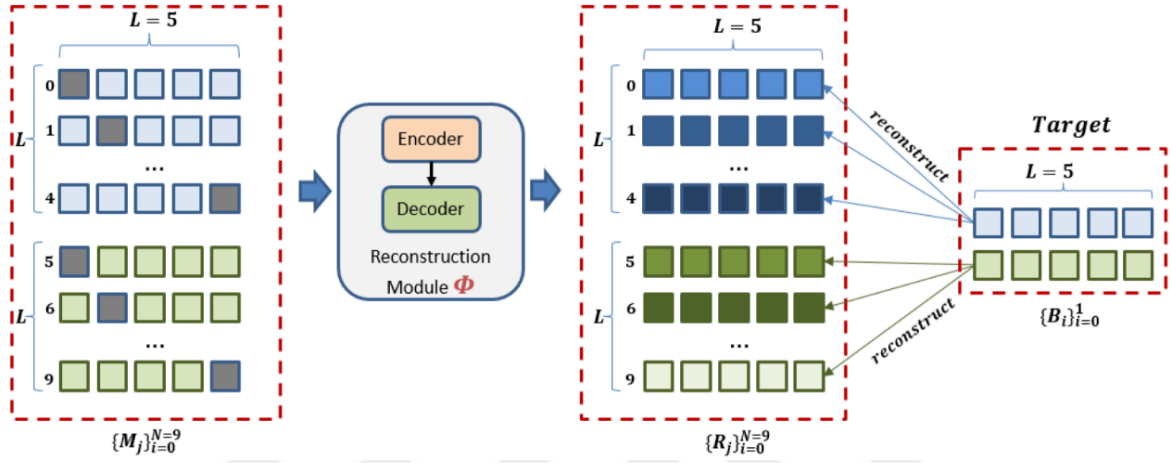 L = 5
L
0
1
...
4
L
5
6
...
9
{M_j}_{i=0}^{N=9}
Encoder
Decoder
Reconstruction
Module Φ
L = 5
L
0
1
...
4
L
5
6
...
9
{R_j}_{i=0}^{N=9}
reconstruct
reconstruct
Target
L = 5
{B_i}_{i=0}^{1}